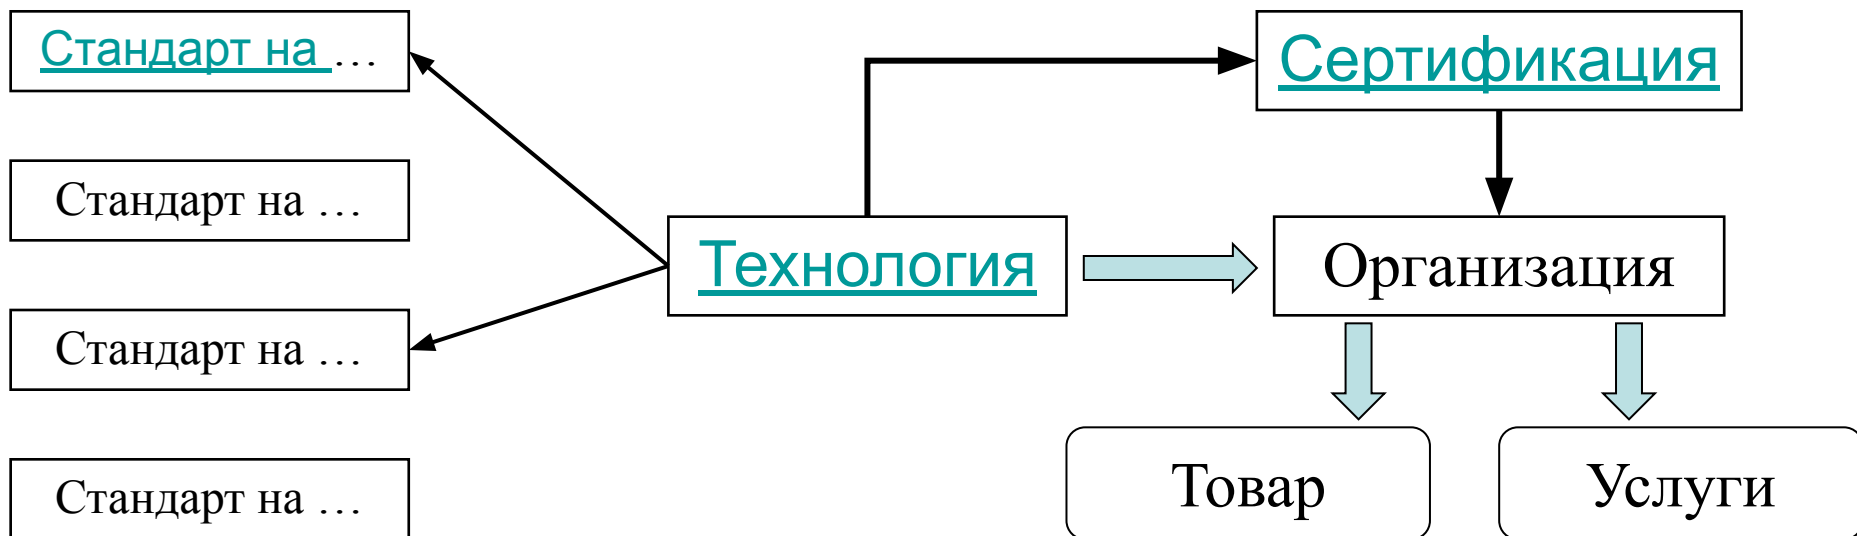 Стандарт на …
Стандарт на …
Стандарт на …
Стандарт на …
Технология
Сертификация
Организация
Товар
Услуги